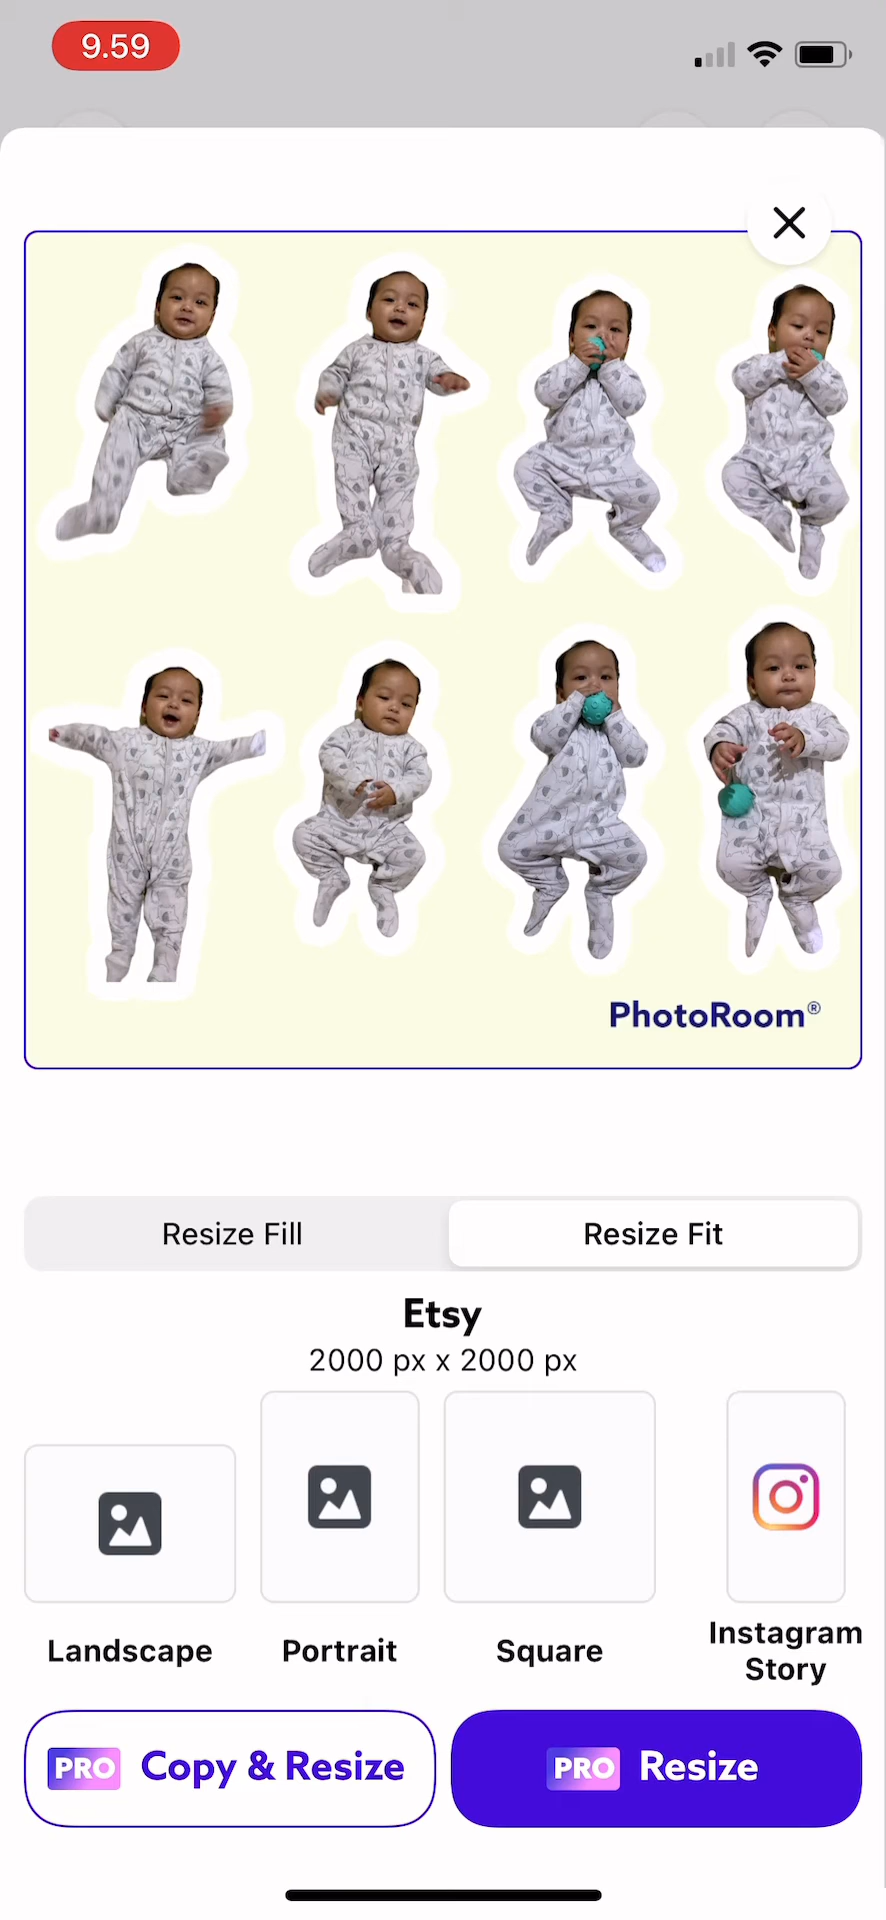 9.59
PhotoRoom®
Resize Fill
Resize Fit
Etsy
2000 px x 2000 px
Landscape
Portrait
Square
Instagram
Story
PRO Copy & Resize
PRO Resize